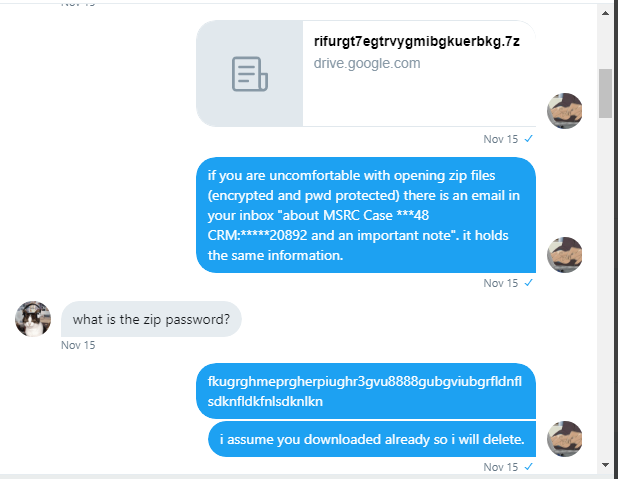 rifurgt7egtrvygmibgkuerbkg.7z
drive.google.com
Nov 15
if you are uncomfortable with opening zip files
(encrypted and pwd protected) there is an email in
your inbox "about MSRC Case ***48
CRM:*****20892 and an important note". it holds
the same information.
Nov 15
what is the zip password?
Nov 15
fkugrghmeprgherpiughr3gvu8888gubgviubgrfldnfl
sdknfldkfnlsdknlkn
i assume you downloaded already so i will delete.
Nov 15